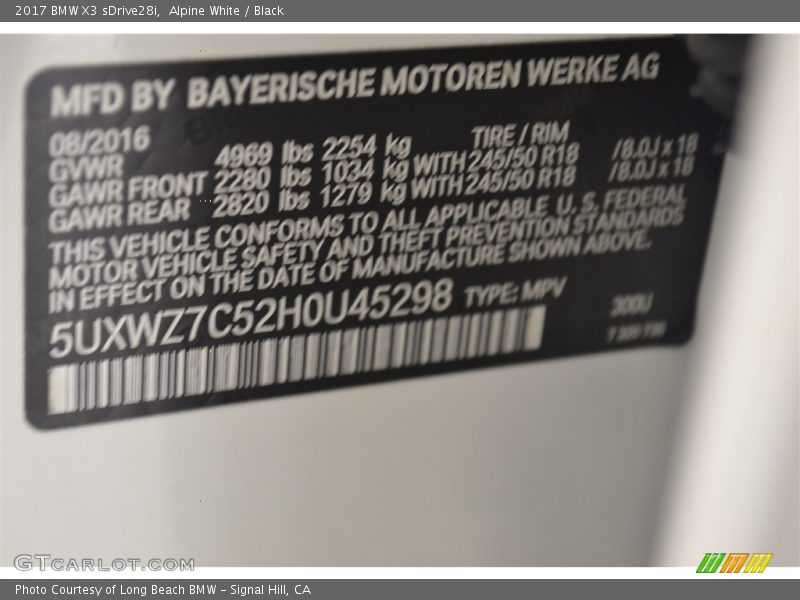 2017 BMW X3 sDrive28i,  Alpine White / Black
MFD BY BAYERISCHE MOTOREN WERKE AG
08/2016 TIRE / RIM
GVWR 4969 lbs 2254 kg
GAWR FRONT 2280 lbs 1034 kg WITH 245/50 R18 /8.0J x 18
GAWR REAR 2820 lbs 1279 kg WITH 245/50 R18 /8.0J x 18
THIS VEHICLE CONFORMS TO ALL APPLICABLE U. S. FEDERAL
MOTOR VEHICLE SAFETY AND THEFT PREVENTION STANDARDS
IN EFFECT ON THE DATE OF MANUFACTURE SHOWN ABOVE.
5UXWZ7C52H0U45298 TYPE: MPV 300U
GTCARLOT.COM
Photo Courtesy of Long Beach BMW – Signal Hill, CA